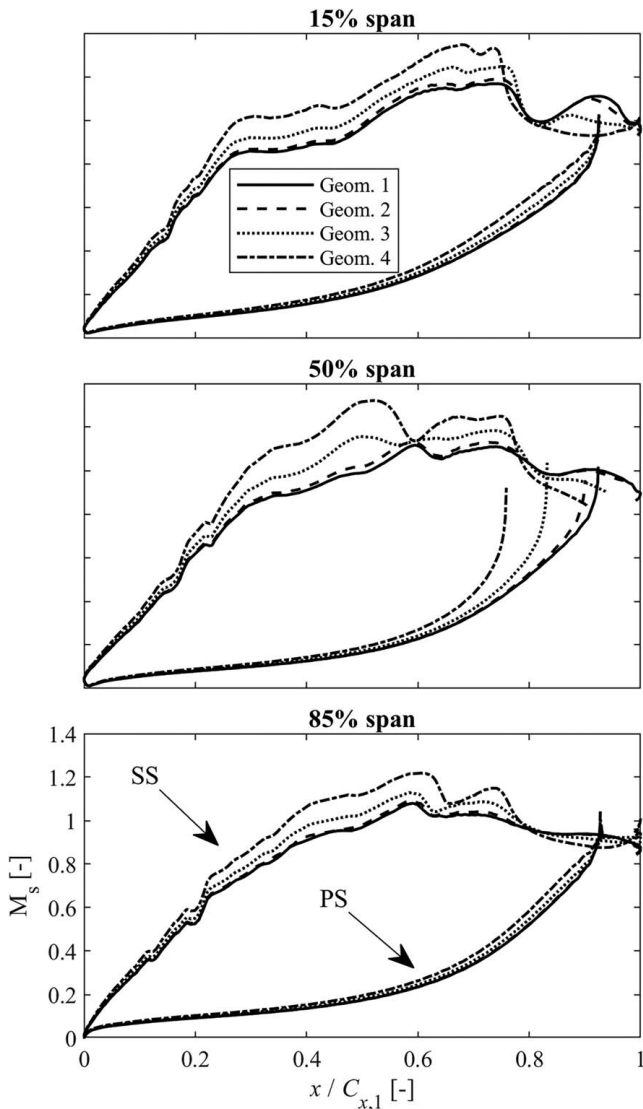 15% span
Geom. 1
Geom. 2
Geom. 3
Geom. 4
50% span
85% span
1.4
1.2
1
0.8
0.6
0.4
0.2
0
M_s [-]
SS
PS
0 0.2 0.4 0.6 0.8 1
x / C_{x,1} [-]